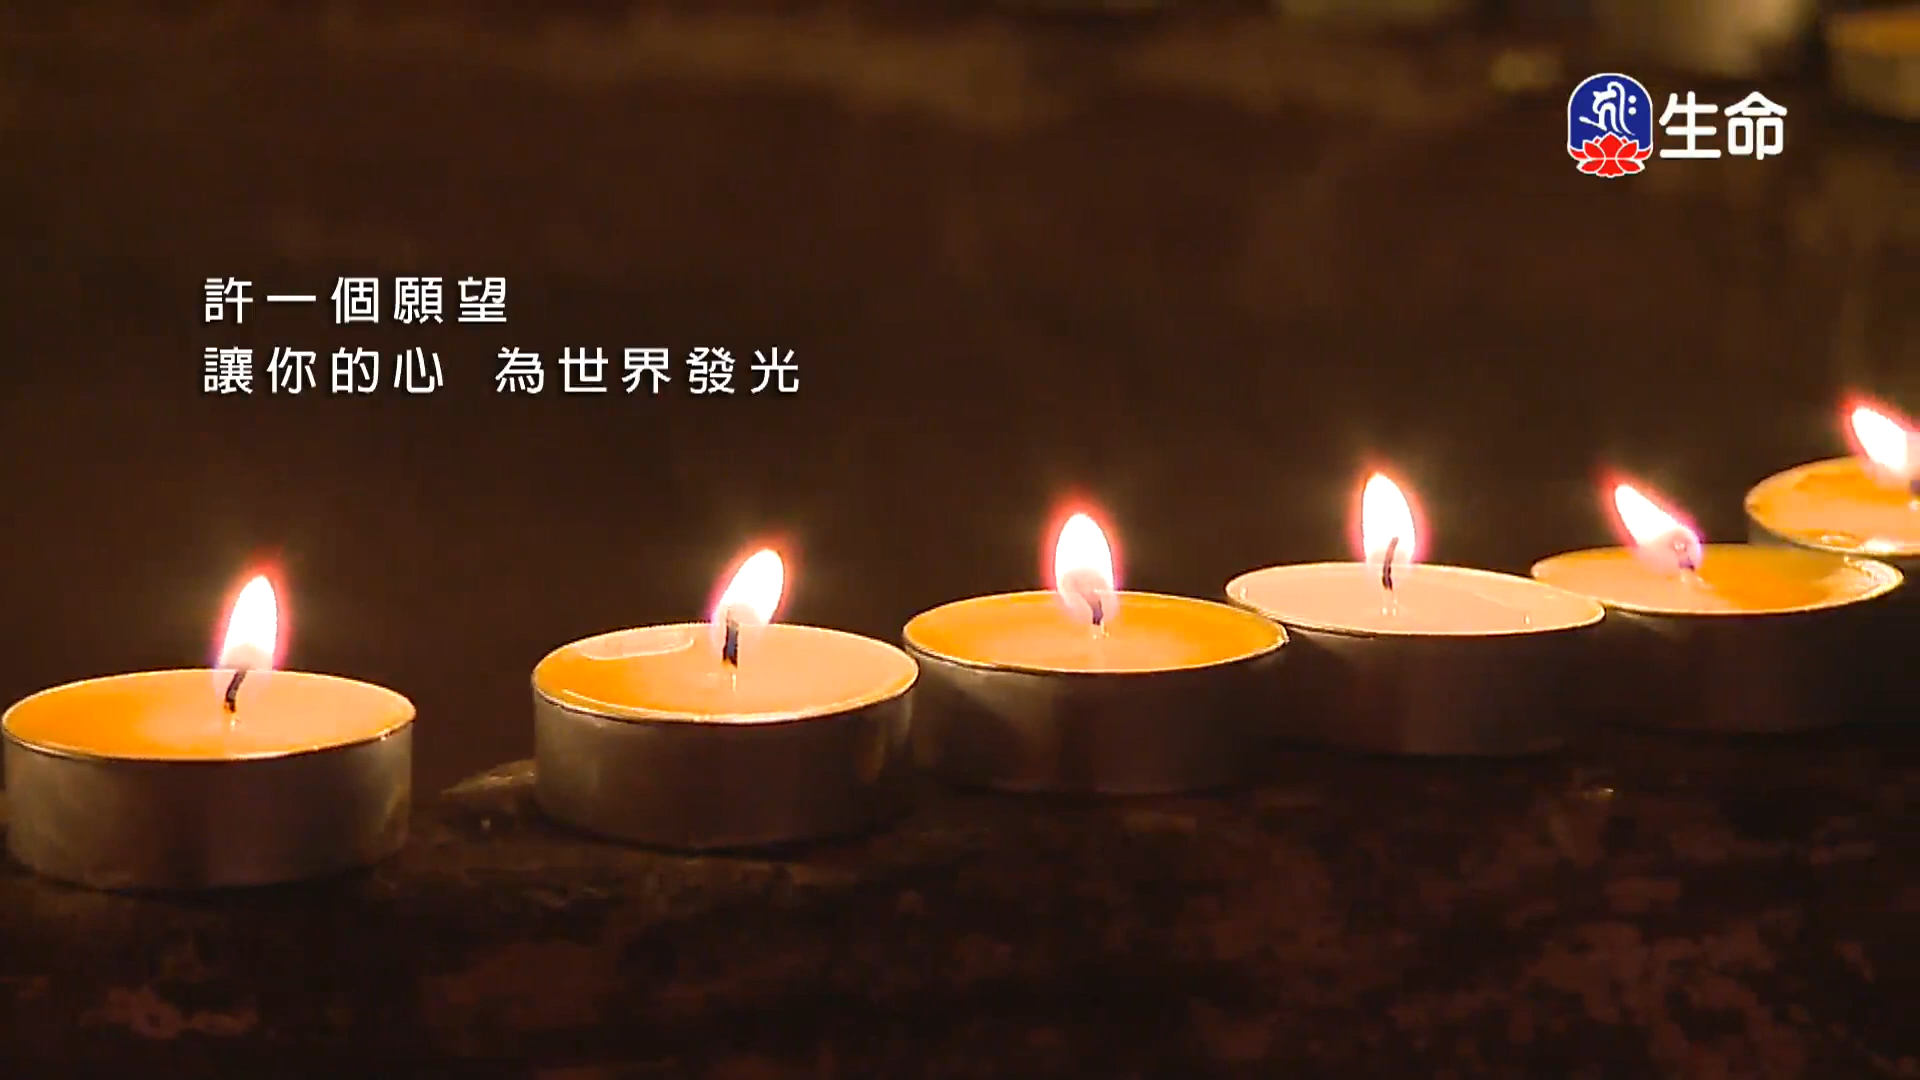 生命
許一個願望
讓你的心 為世界發光